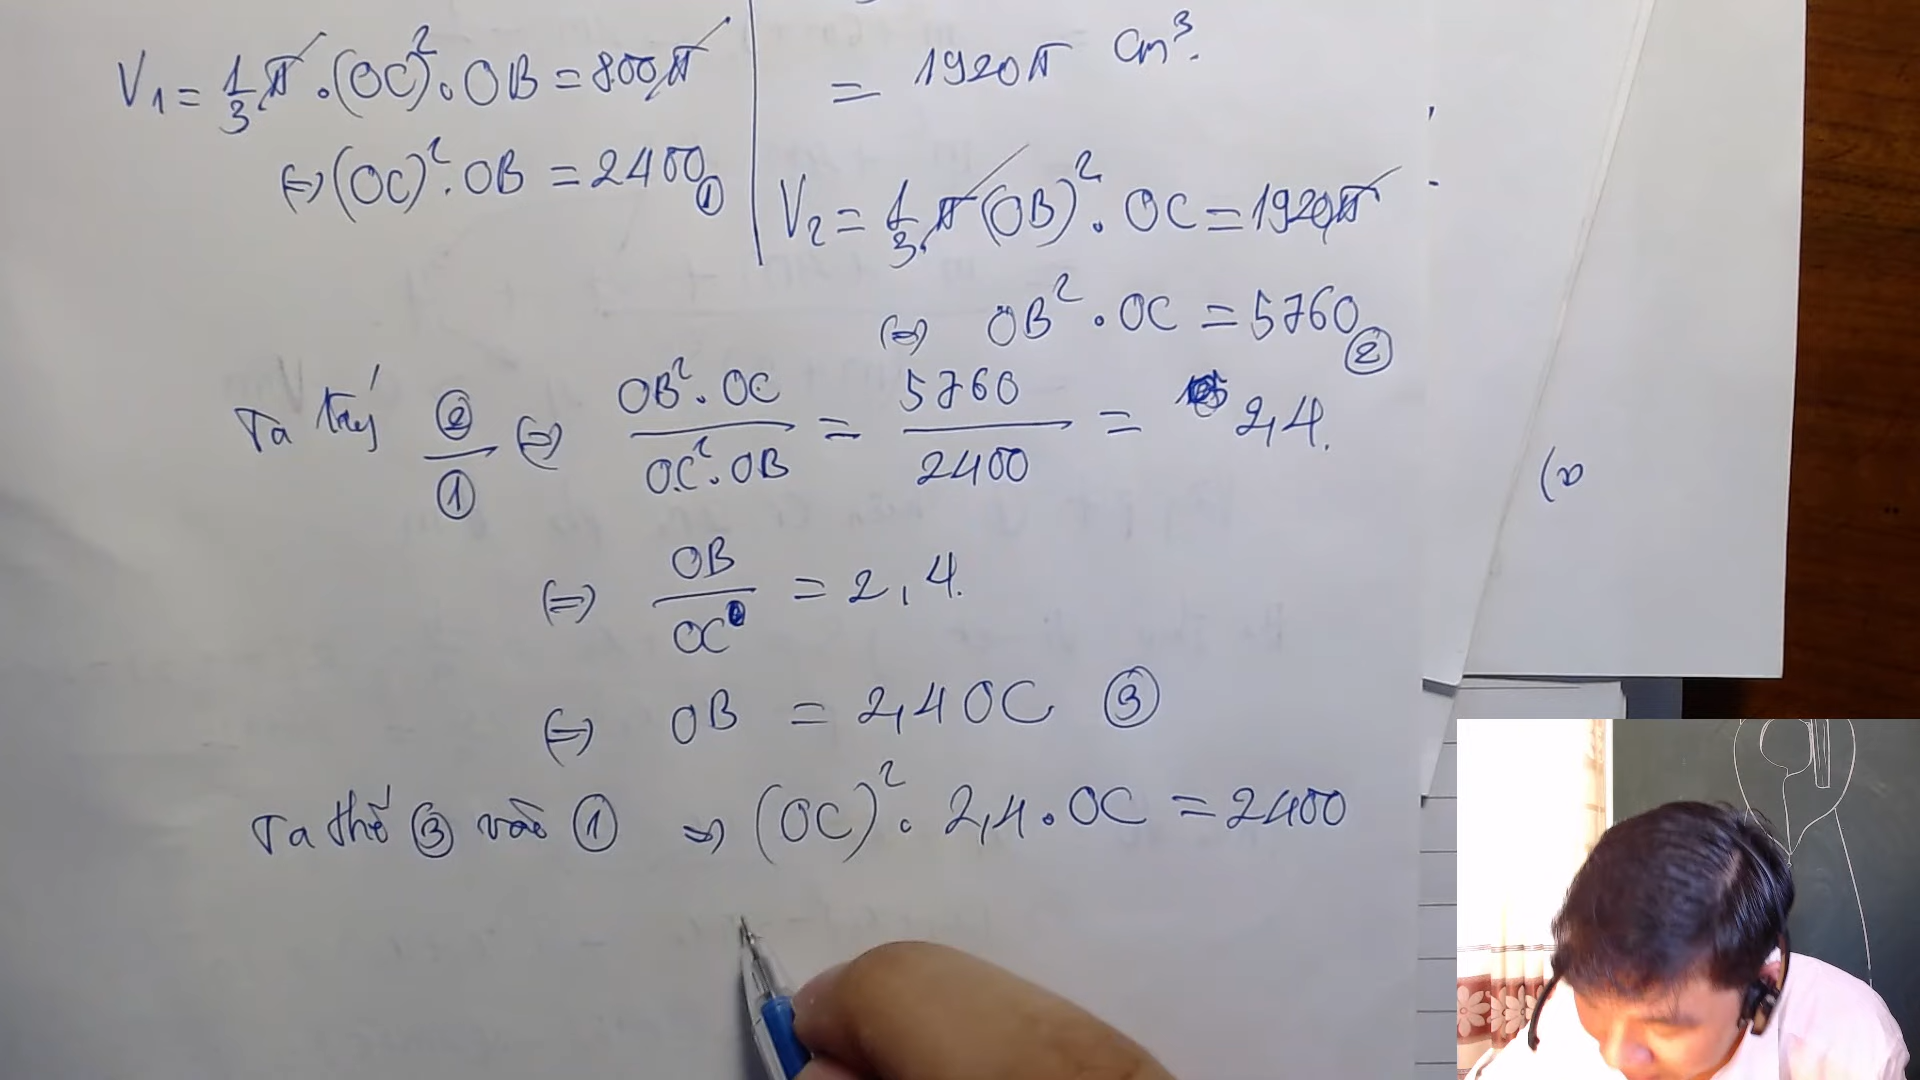 V₁ = 1/3 π . (OC)² . OB = 800π
(=) (OC)² . OB = 2400 ①
= 1920π cm³.
V₂ = 1/3 . π (OB)² . OC = 1920π
(=) OB² . OC = 5760 ②
Ta ②/① (=) OB² . OC / OC² . OB = 5760 / 2400 = 2,4.
(=) OB / OC = 2,4.
(=) OB = 2,4 OC ③
Ta thế ③ vào ① => (OC)² . 2,4 . OC = 2400